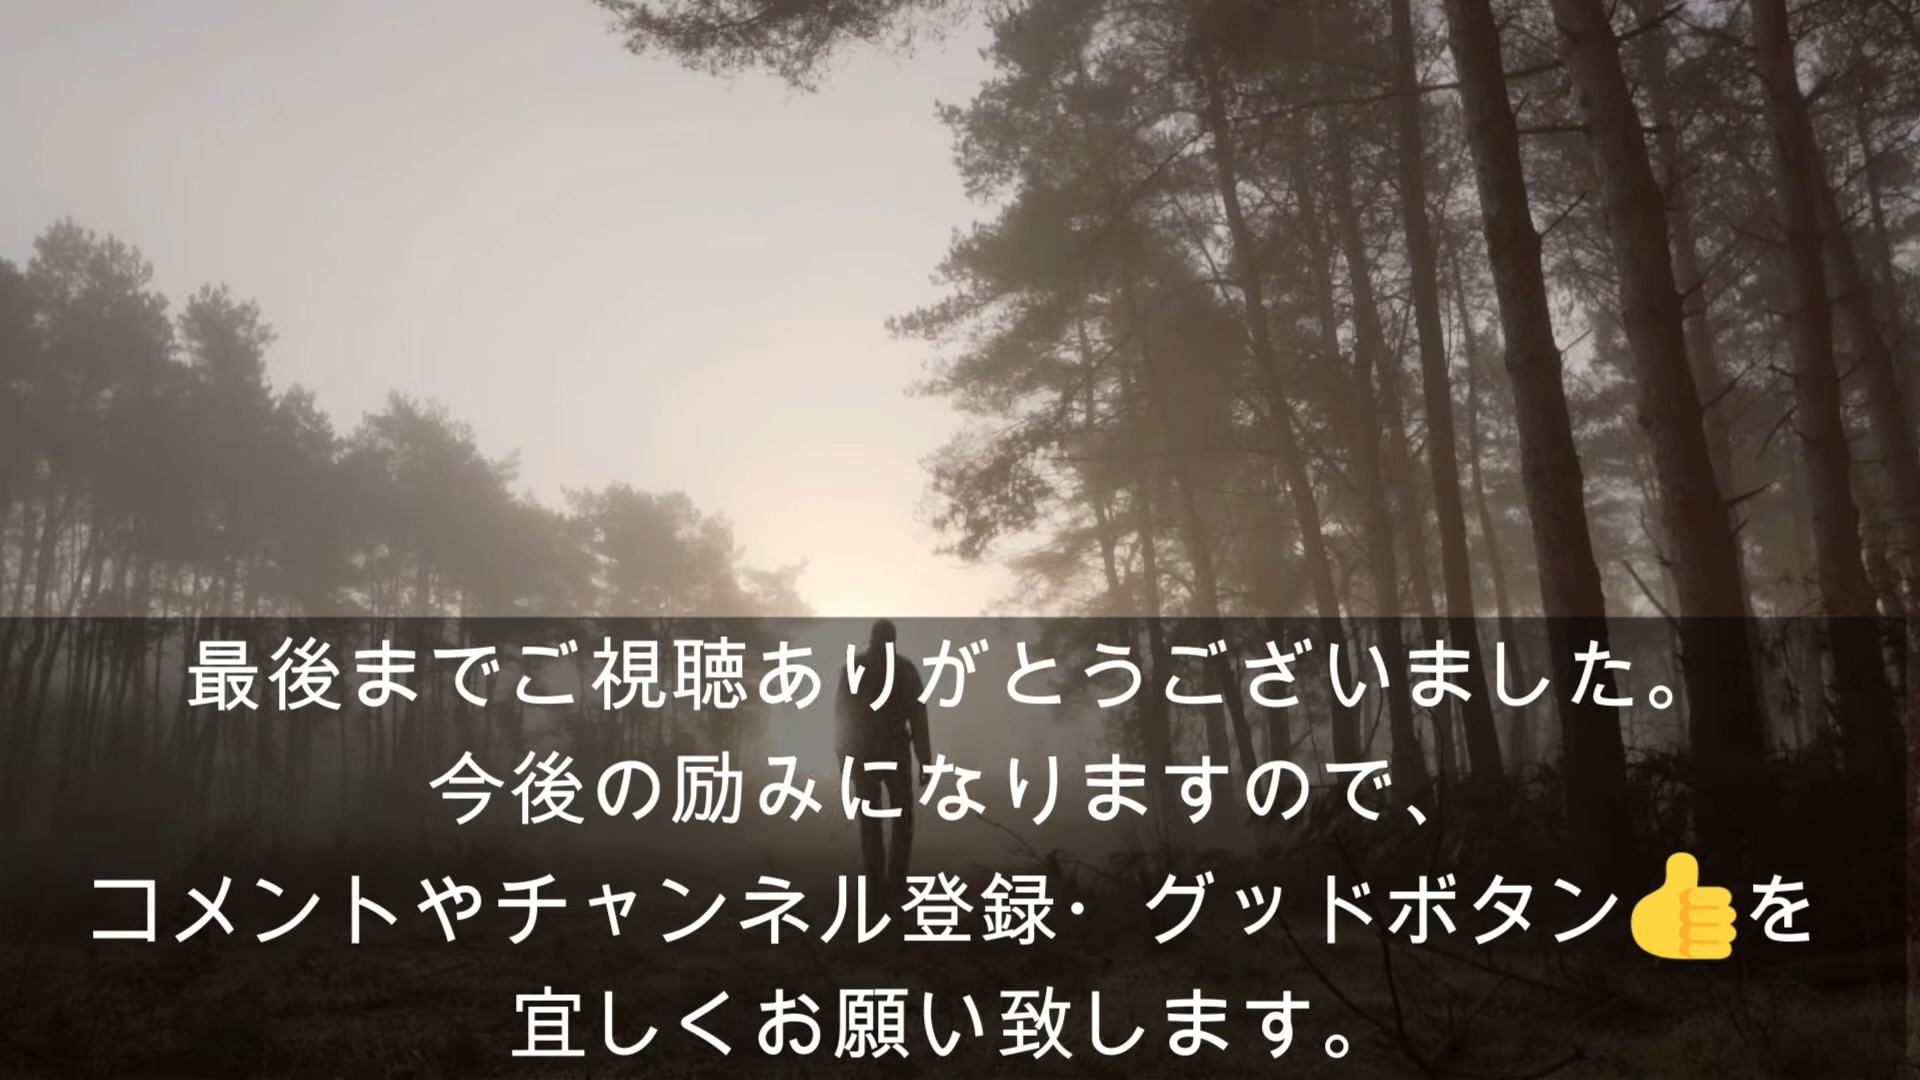 最後までご視聴ありがとうございました。
今後の励みになりますので、
コメントやチャンネル登録・グッドボタン👍を
宜しくお願い致します。